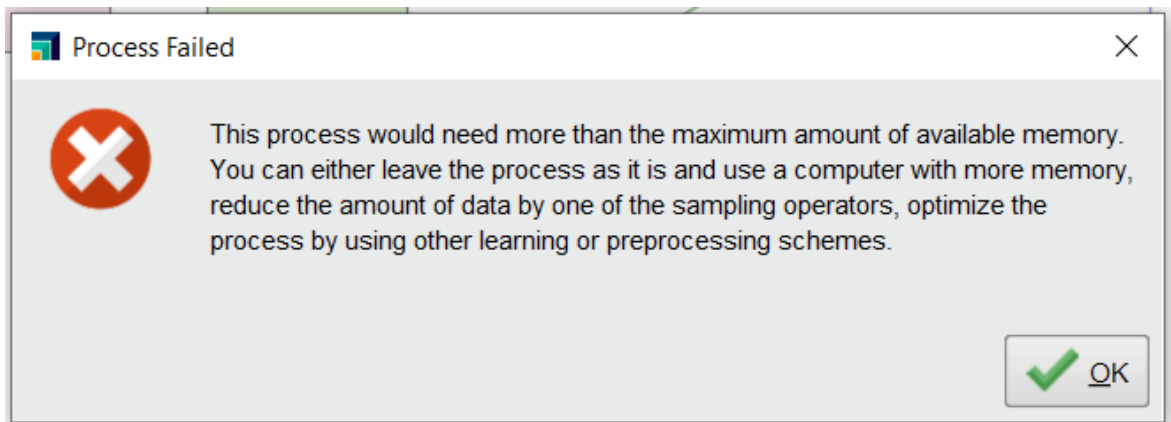 Process Failed
This process would need more than the maximum amount of available memory.
You can either leave the process as it is and use a computer with more memory,
reduce the amount of data by one of the sampling operators, optimize the
process by using other learning or preprocessing schemes.
OK